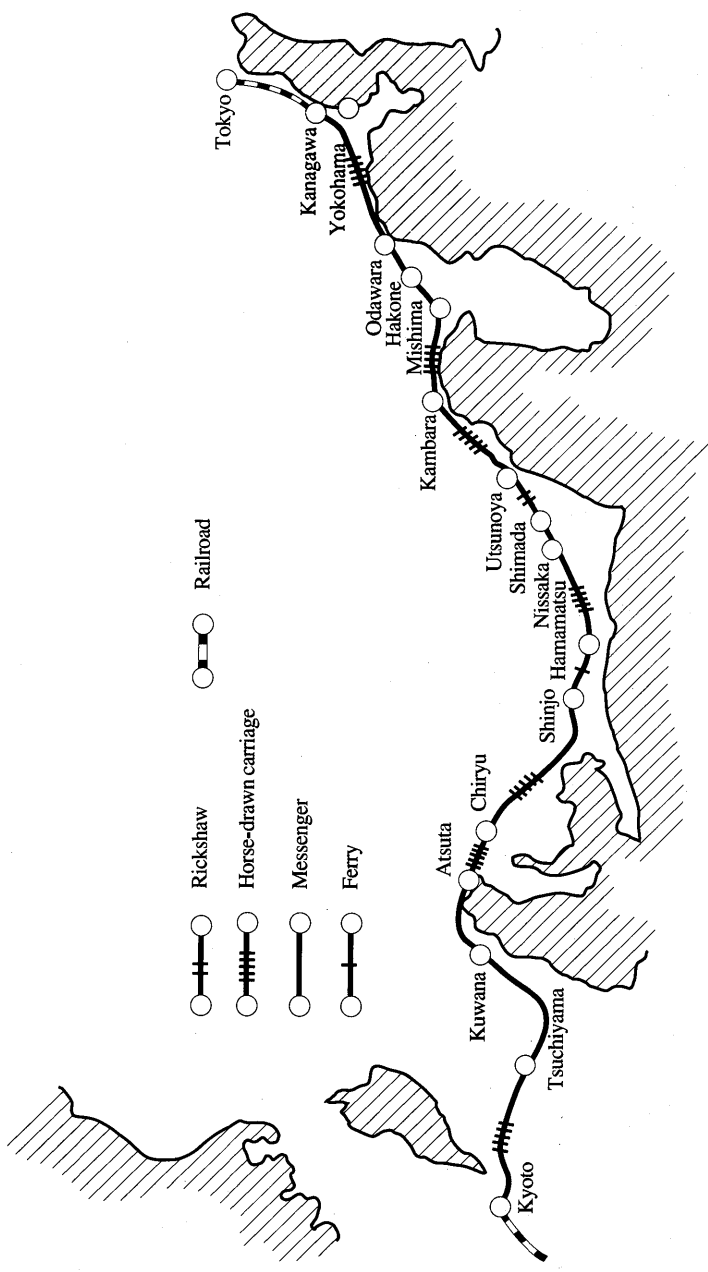 Tokyo
Kanagawa
Yokohama
Odawara
Hakone
Mishima
Kambara
Utsunoya
Shimada
Nissaka
Hamamatsu
Shinjo
Chiryu
Atsuta
Kuwana
Tsuchiyama
Kyoto
Rickshaw
Horse-drawn carriage
Messenger
Ferry
Railroad